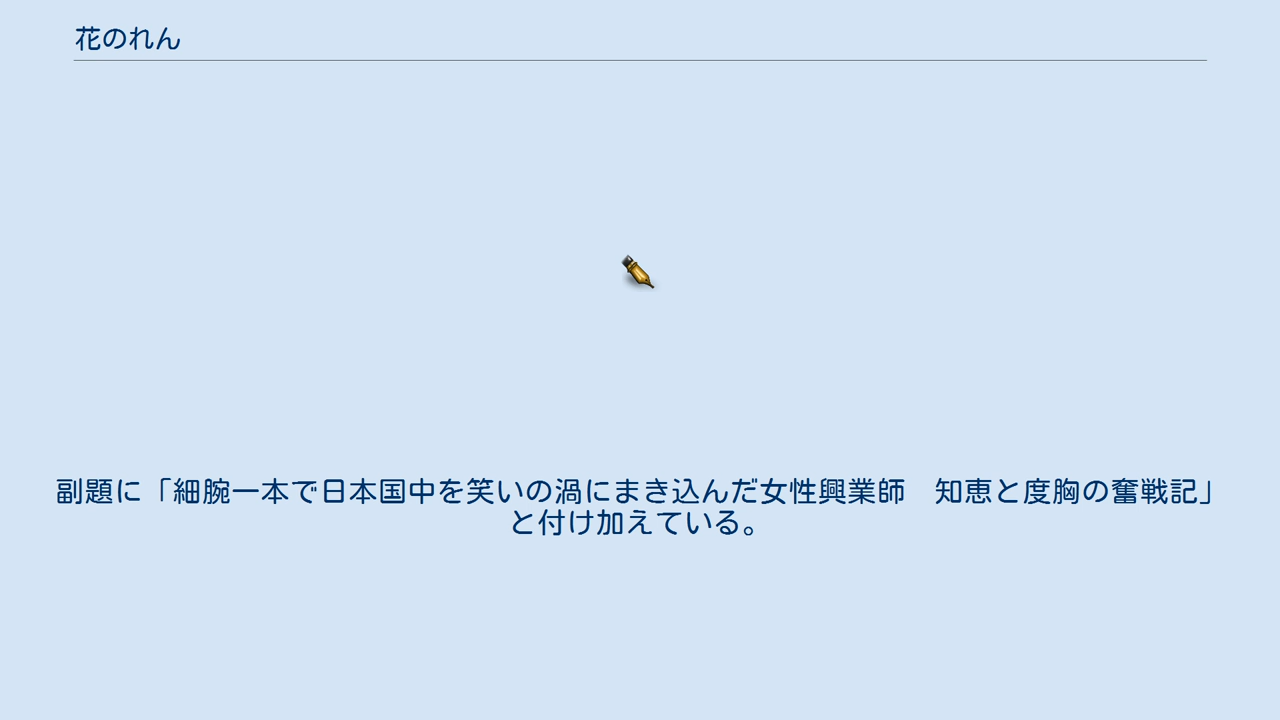 花のれん
副題に「細腕一本で日本国中を笑いの渦にまき込んだ女性興業師　知恵と度胸の奮戦記」
と付け加えている。